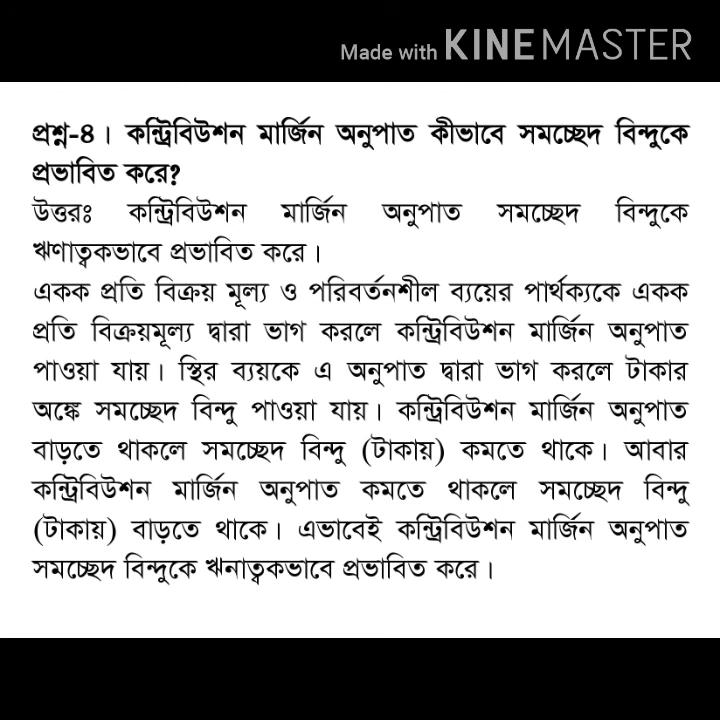 Made with KINEMASTER
প্রশ্ন-৪। কন্ট্রিবিউশন মার্জিন অনুপাত কীভাবে সমচ্ছেদ বিন্দুকে
প্রভাবিত করে?
উত্তরঃ কন্ট্রিবিউশন মার্জিন অনুপাত সমচ্ছেদ বিন্দুকে
ঋণাত্বকভাবে প্রভাবিত করে।
একক প্রতি বিক্রয় মূল্য ও পরিবর্তনশীল ব্যয়ের পার্থক্যকে একক
প্রতি বিক্রয়মূল্য দ্বারা ভাগ করলে কন্ট্রিবিউশন মার্জিন অনুপাত
পাওয়া যায়। স্থির ব্যয়কে এ অনুপাত দ্বারা ভাগ করলে টাকার
অঙ্কে সমচ্ছেদ বিন্দু পাওয়া যায়। কন্ট্রিবিউশন মার্জিন অনুপাত
বাড়তে থাকলে সমচ্ছেদ বিন্দু (টাকায়) কমতে থাকে। আবার
কন্ট্রিবিউশন মার্জিন অনুপাত কমতে থাকলে সমচ্ছেদ বিন্দু
(টাকায়) বাড়তে থাকে। এভাবেই কন্ট্রিবিউশন মার্জিন অনুপাত
সমচ্ছেদ বিন্দুকে ঋনাত্বকভাবে প্রভাবিত করে।